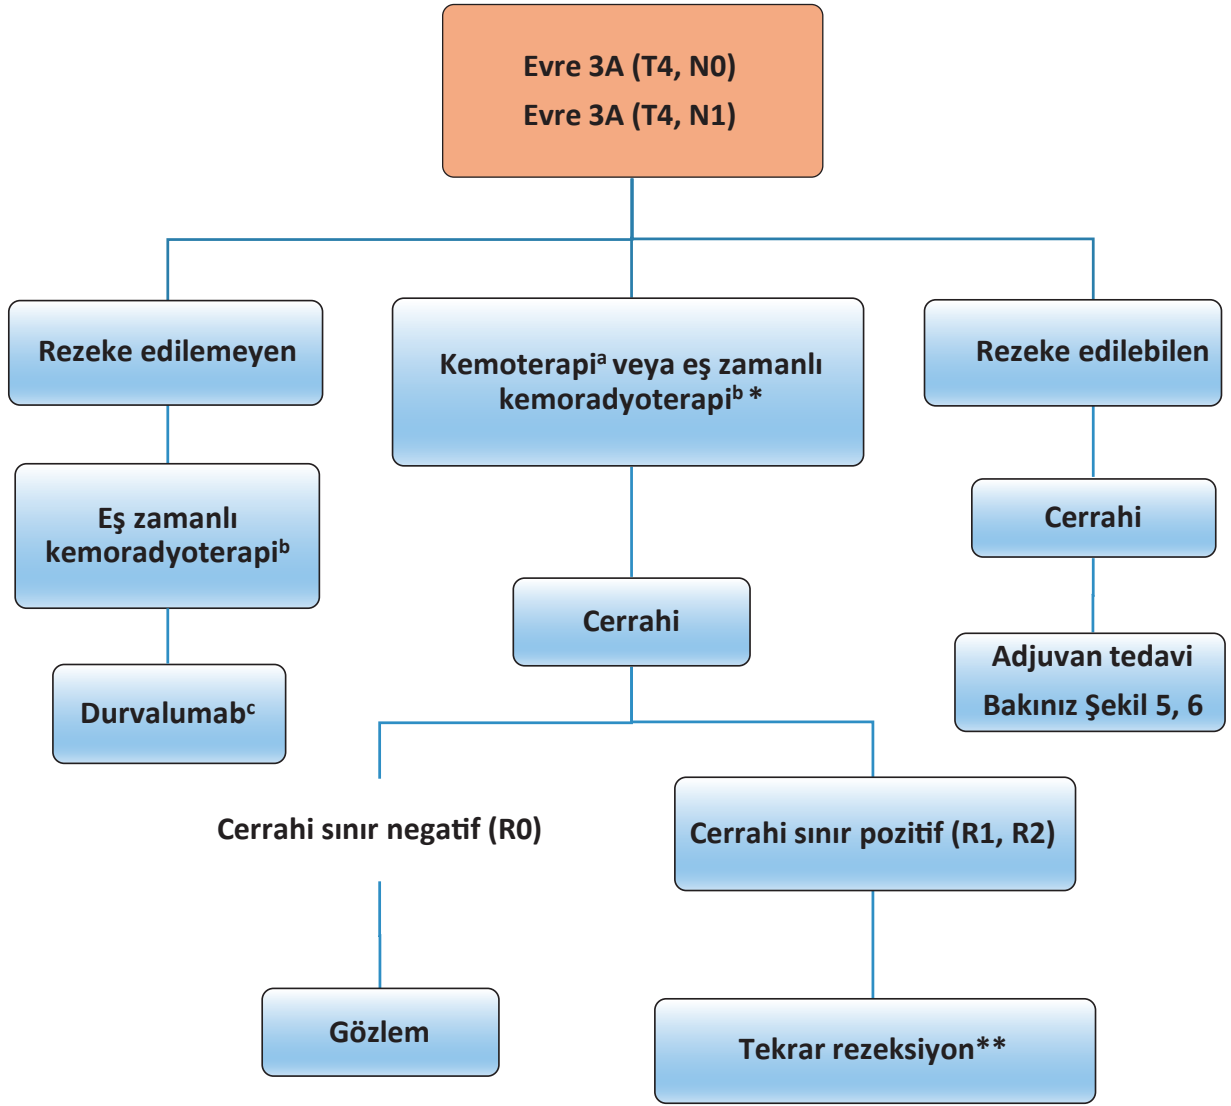 Evre 3A (T4, N0)
Evre 3A (T4, N1)
Rezeke edilemeyen
Kemoterapiᵃ veya eş zamanlı
kemoradyoterapiᵇ *
Rezeke edilebilen
Eş zamanlı
kemoradyoterapiᵇ
Cerrahi
Cerrahi
Durvalumabᶜ
Adjuvan tedavi
Bakınız Şekil 5, 6
Cerrahi sınır negatif (R0)
Cerrahi sınır pozitif (R1, R2)
Gözlem
Tekrar rezeksiyon**